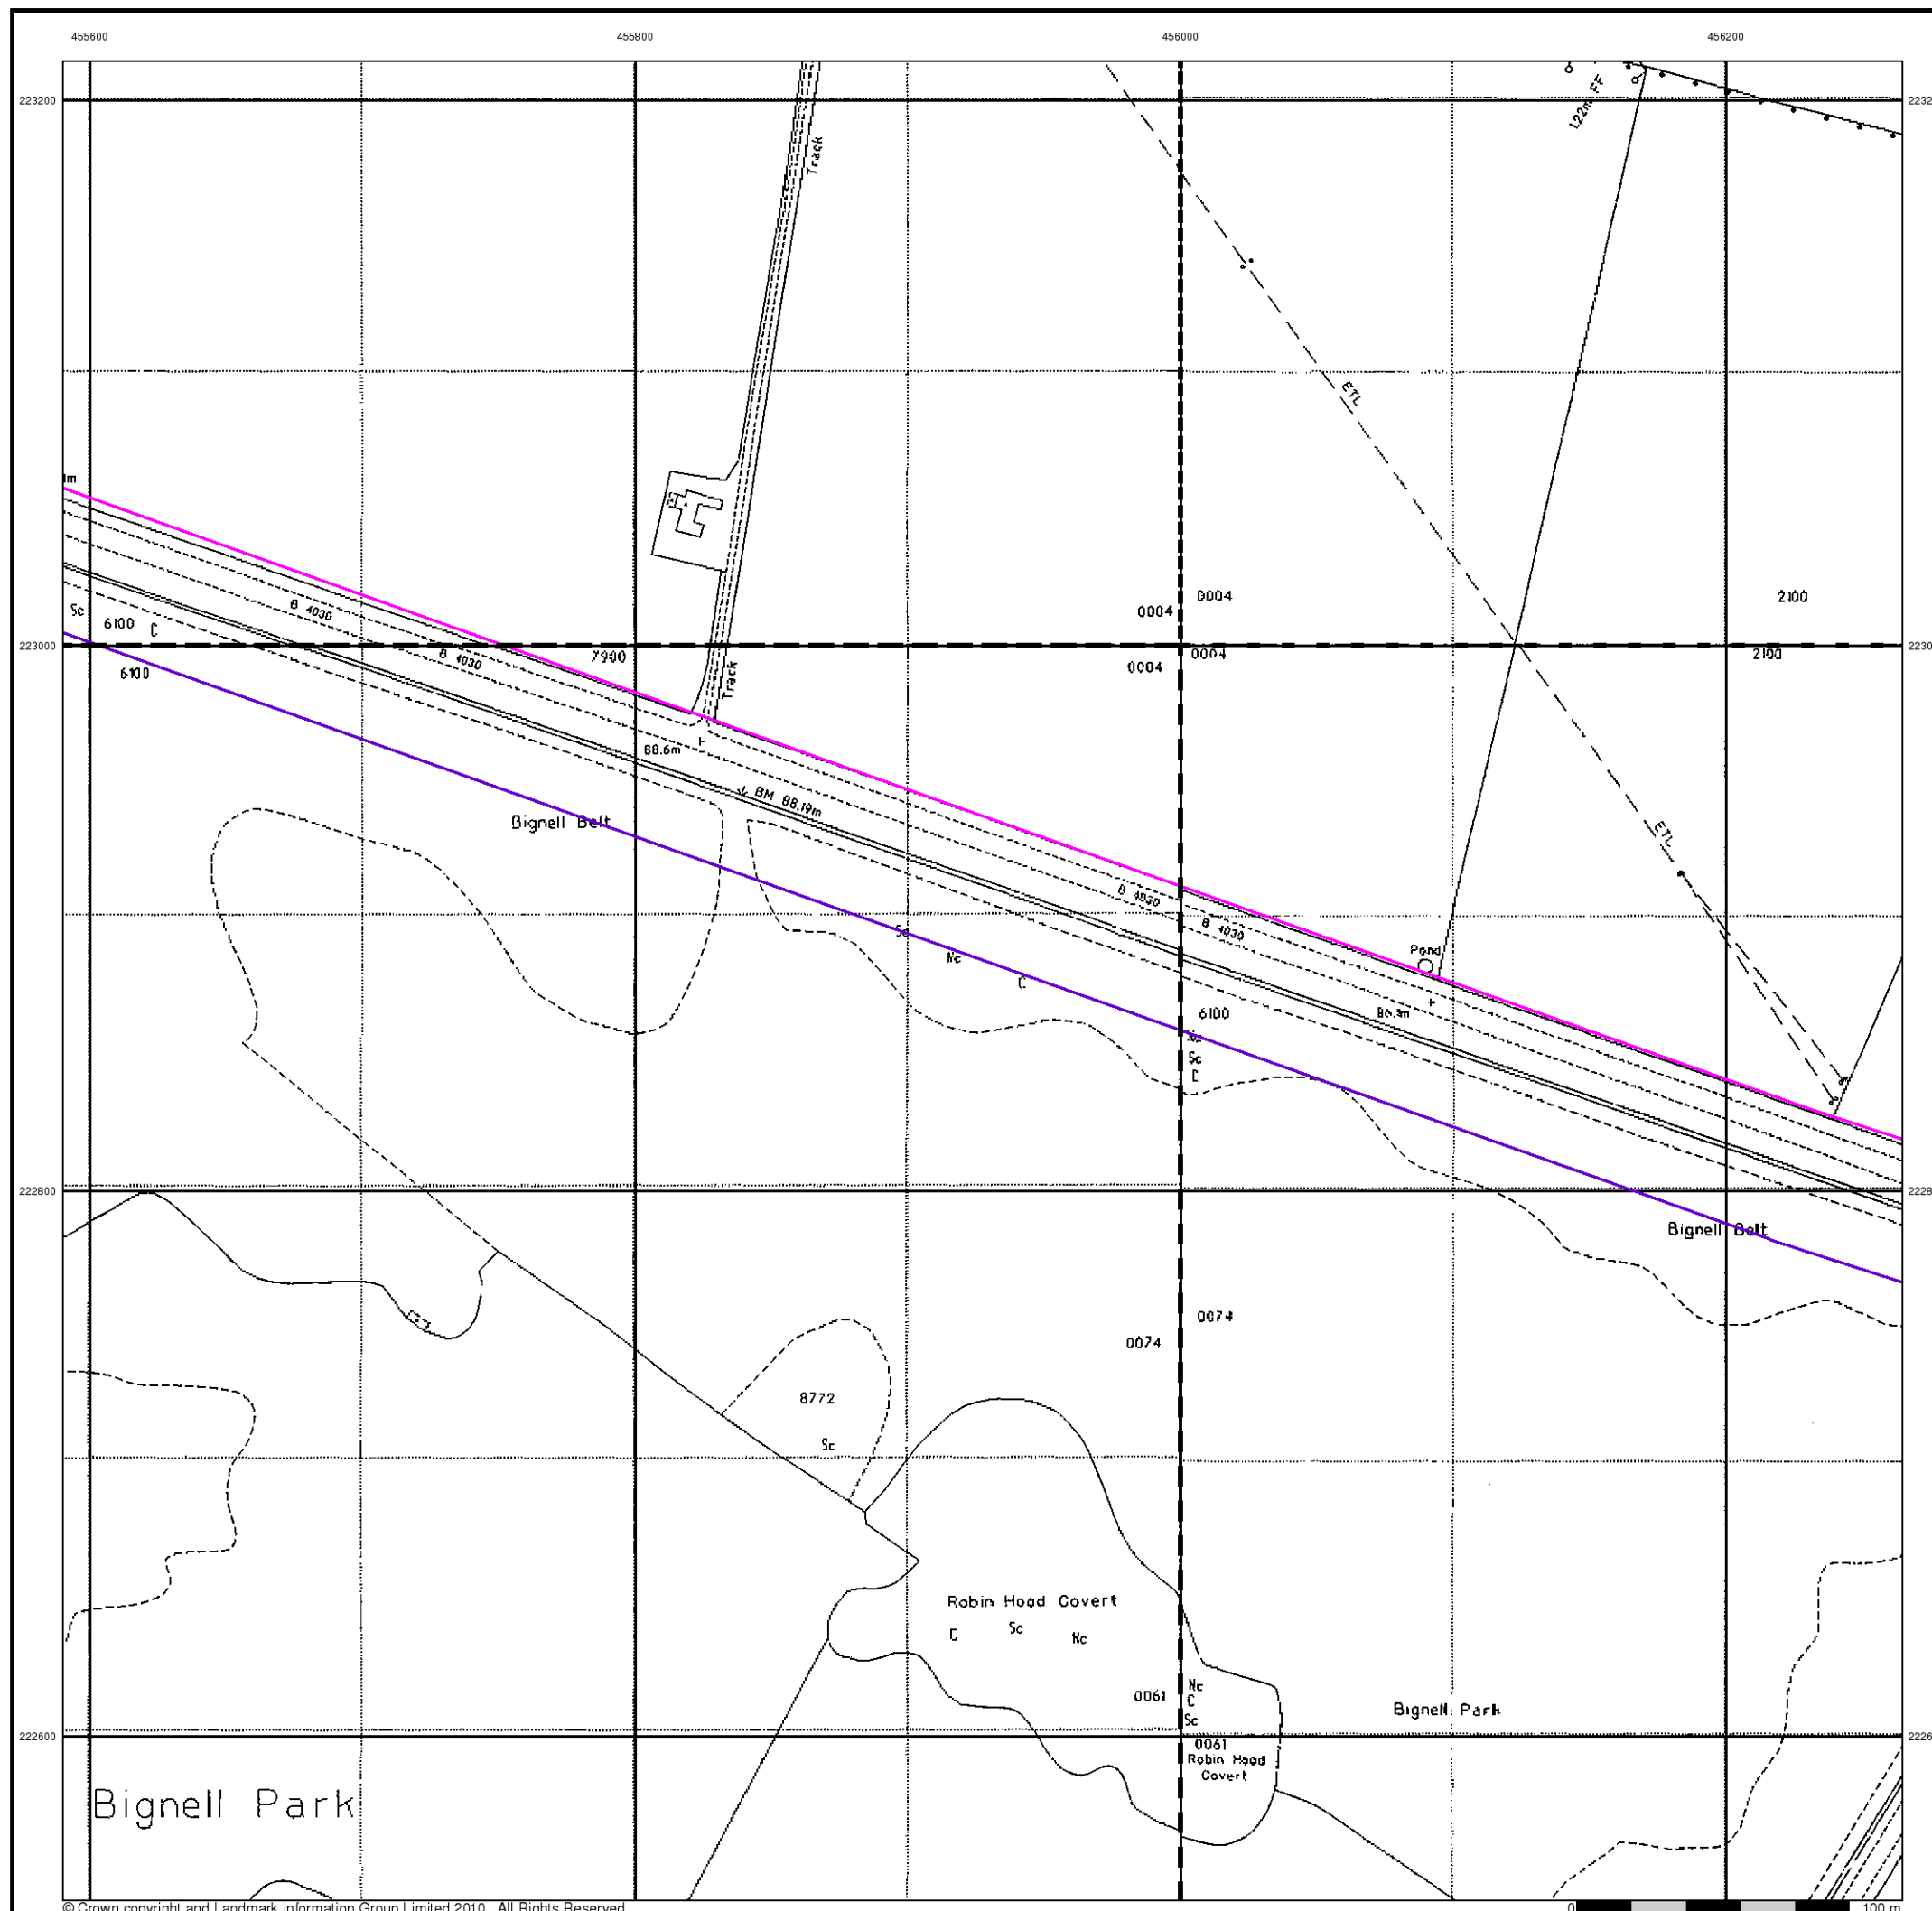 455600 455800 456000 456200
223200
1.22m FF
Track
ETL
B 4030
Sc
6100
C
0004
0004
2100
223000
B 4030
7900
0004
0004
2100
6100
Track
88.6m
BM 88.19m
Bignell Belt
ETL
B 4030
B 4030
Sc
Nc
C
Pond
6100
Nc
Sc
C
222800
Bignell Belt
0074
0074
8772
Sc
Robin Hood Covert
C Sc Nc
0061
Nc
C
Sc
Bignell Park
222600
0061
Robin Hood
Covert
Bignell Park
© Crown copyright and Landmark Information Group Limited 2010. All Rights Reserved.
0 100 m